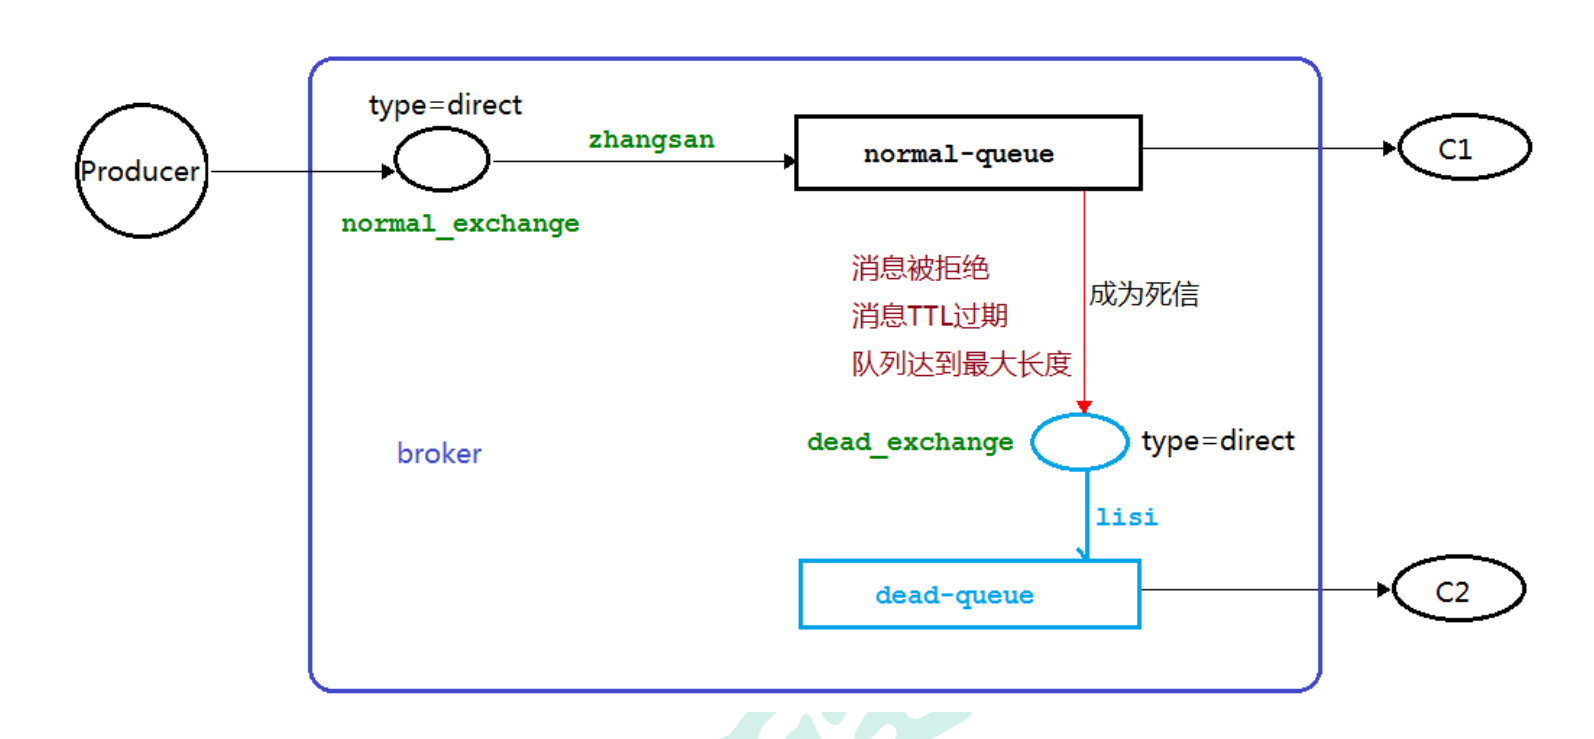 type=direct
zhangsan
Producer
normal-queue
C1
normal_exchange
消息被拒绝
消息TTL过期
队列达到最大长度
成为死信
broker
dead_exchange
type=direct
lisi
dead-queue
C2